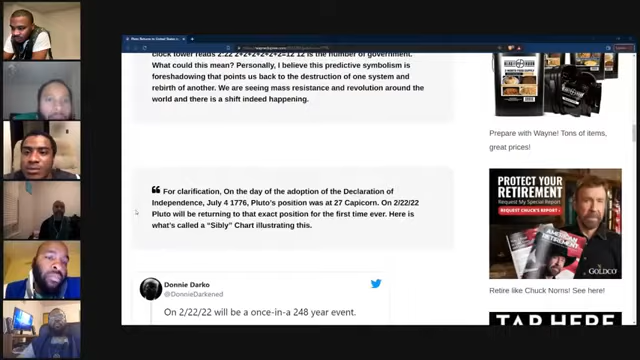 clock tower reads 2:22 2+2+2+2+2+2=12 12 is the number of government.
What could this mean? Personally, I believe this predictive symbolism is
foreshadowing that points us back to the destruction of one system and
rebirth of another. We are seeing mass resistance and revolution around the
world and there is a shift indeed happening.
For clarification, On the day of the adoption of the Declaration of
Independence, July 4 1776, Pluto's position was at 27 Capicorn. On 2/22/22
Pluto will be returning to that exact position for the first time ever. Here is
what's called a "Sibly" Chart illustrating this.
Donnie Darko
@DonnieDarkened
On 2/22/22 will be a once-in-a 248 year event.
Prepare with Wayne! Tons of items,
great prices!
PROTECT YOUR
RETIREMENT
Request My Special Report
REQUEST CHUCK'S REPORT
AMERICAN
RETIREMENT
GOLDCO
Retire like Chuck Norris! See here!
TAP HERE